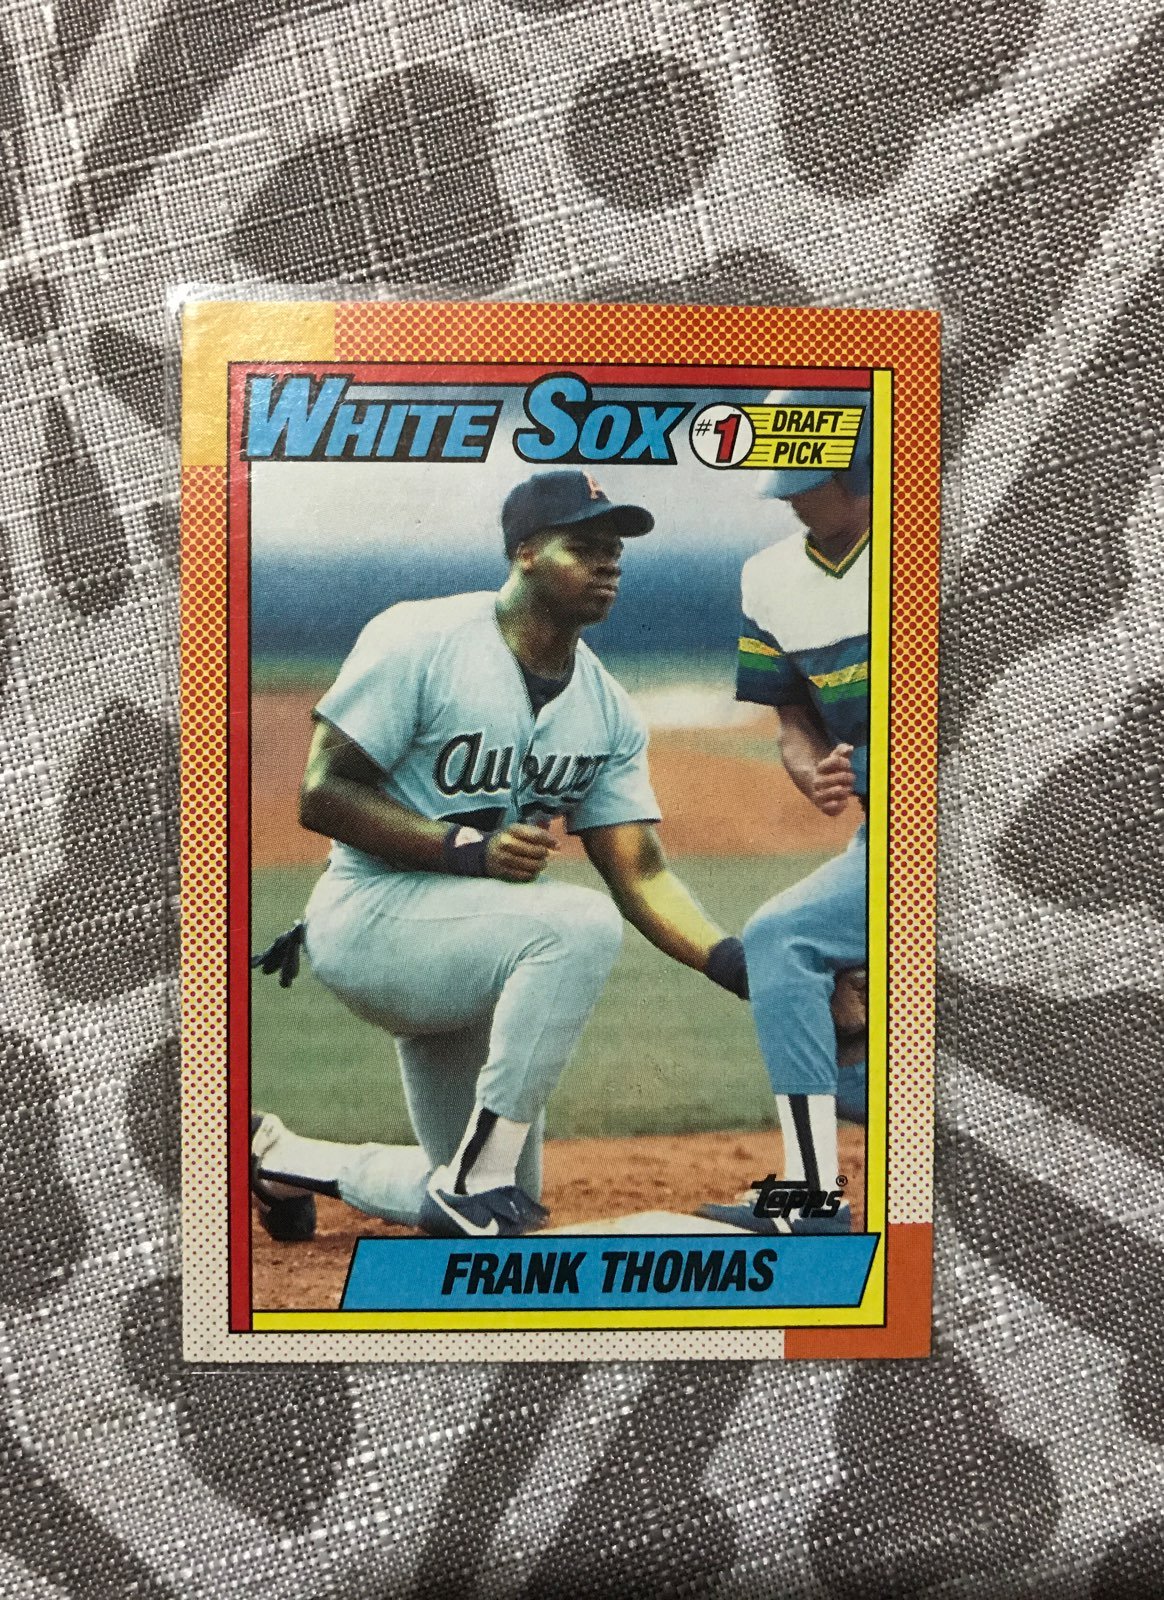 WHITE SOX #1 DRAFT
PICK
A
Auburn
topps®
FRANK THOMAS